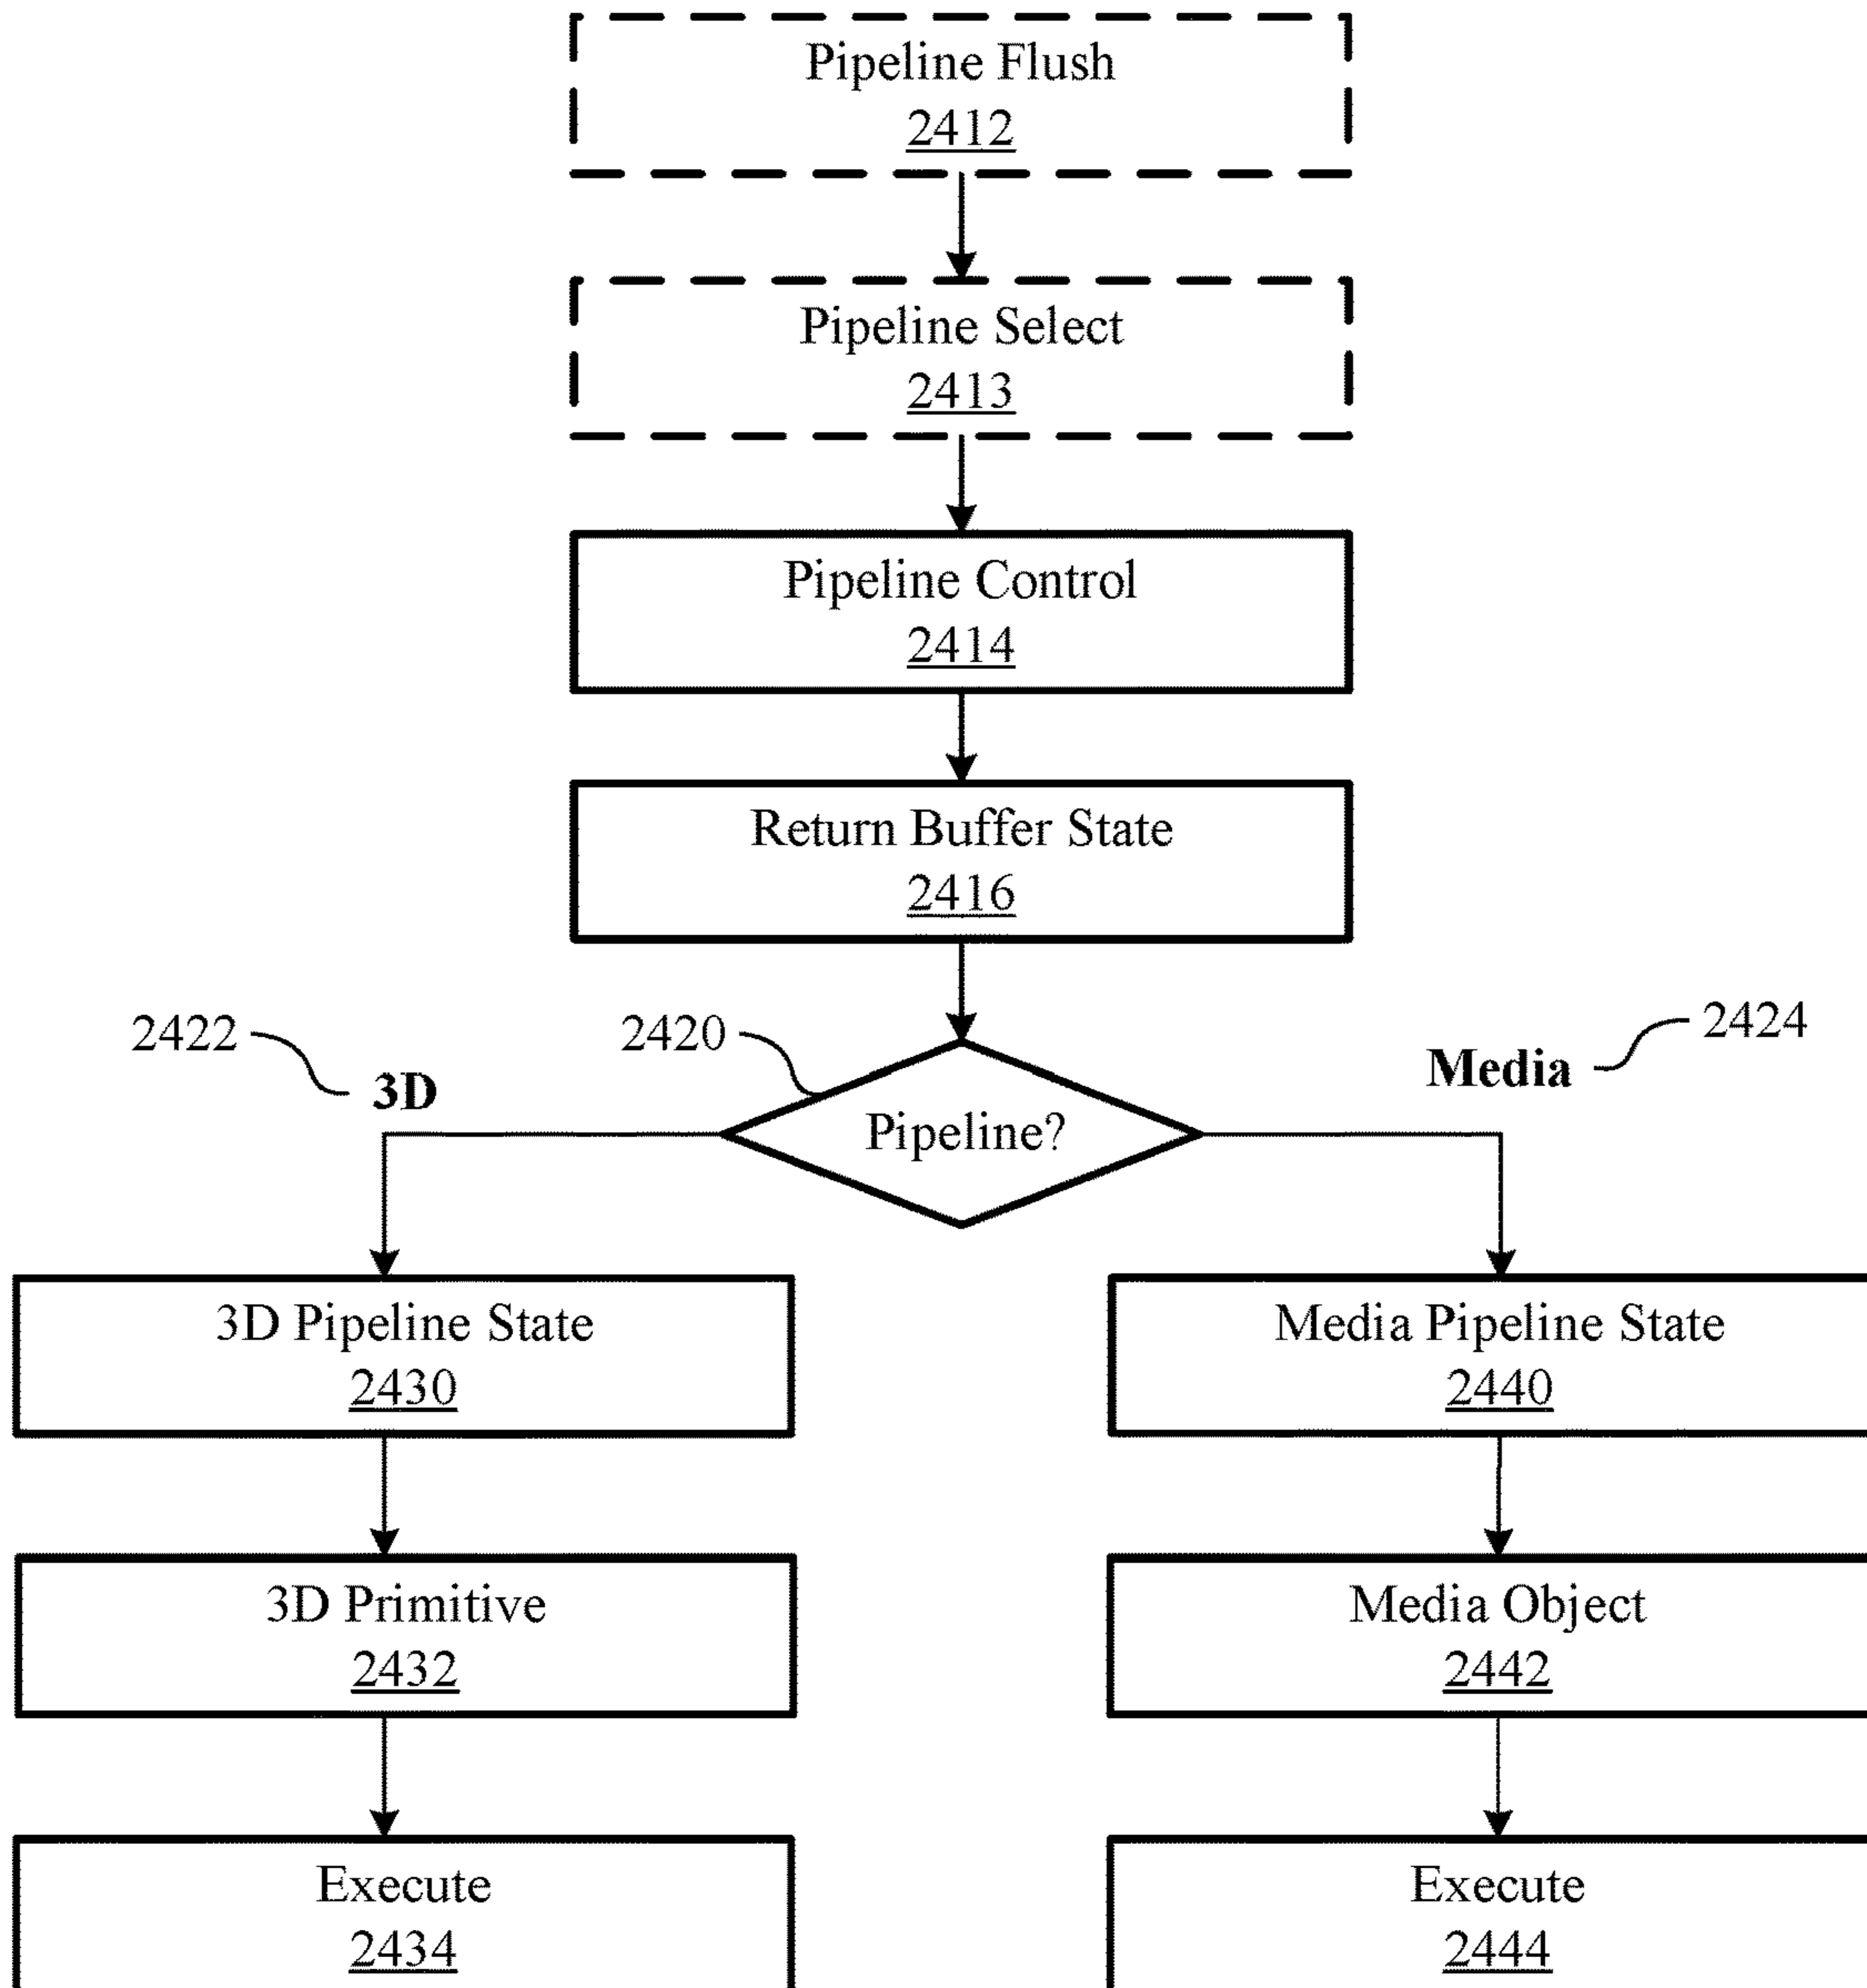 Pipeline Flush
2412
Pipeline Select
2413
Pipeline Control
2414
Return Buffer State
2416
2422
2420
2424
3D
Media
Pipeline?
3D Pipeline State
2430
Media Pipeline State
2440
3D Primitive
2432
Media Object
2442
Execute
2434
Execute
2444